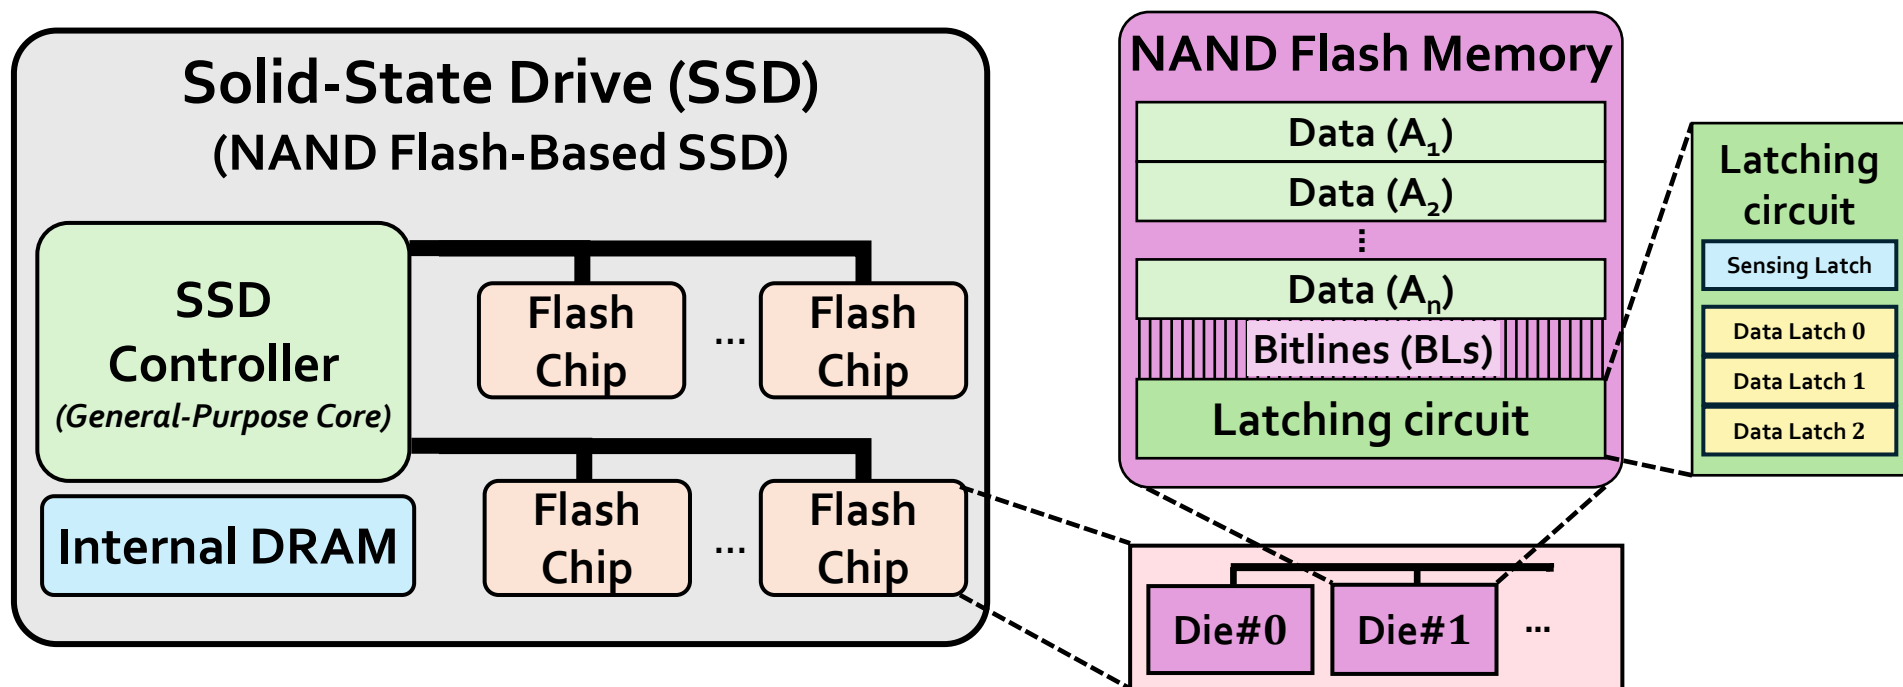 Solid-State Drive (SSD)
(NAND Flash-Based SSD)
SSD
Controller
(General-Purpose Core)
Internal DRAM
Flash
Chip
...
Flash
Chip
Flash
Chip
...
Flash
Chip
NAND Flash Memory
Data (A₁)
Data (A₂)
...
Data (Aₙ)
Bitlines (BLs)
Latching circuit
Die#0
Die#1
...
Latching
circuit
Sensing Latch
Data Latch 0
Data Latch 1
Data Latch 2